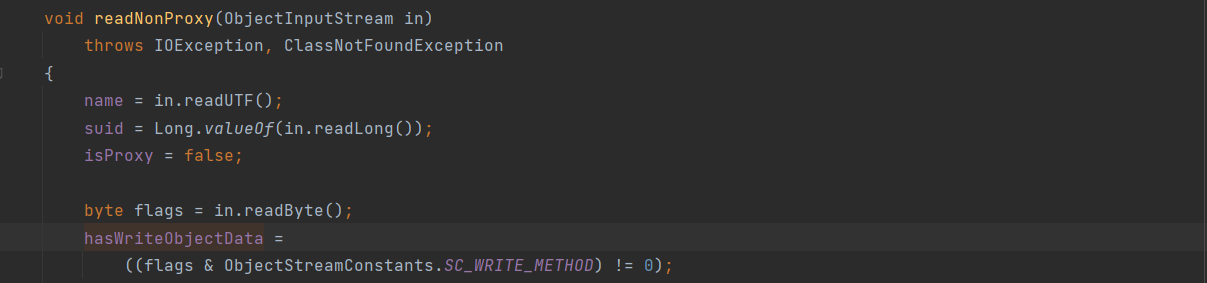 void readNonProxy(ObjectInputStream in)
throws IOException, ClassNotFoundException
{
name = in.readUTF();
suid = Long.valueOf(in.readLong());
isProxy = false;
byte flags = in.readByte();
hasWriteObjectData =
((flags & ObjectStreamConstants.SC_WRITE_METHOD) != 0);